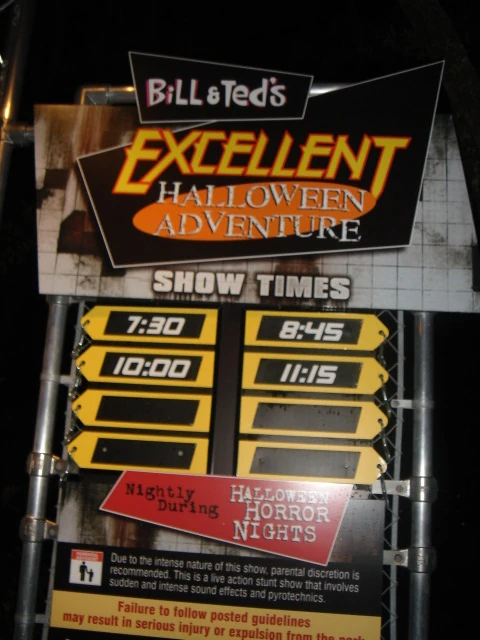 BiLL & TeD's
EXCELLENT
HALLOWEEN
ADVENTURE
SHOW TIMES
7:30 8:45
10:00 11:15
Nightly During
HALLOWEEN
HORROR
NIGHTS
Due to the intense nature of this show, parental discretion is
recommended. This is a live action stunt show that involves
sudden and intense sound effects and pyrotechnics.
Failure to follow posted guidelines
may result in serious injury or expulsion from the park